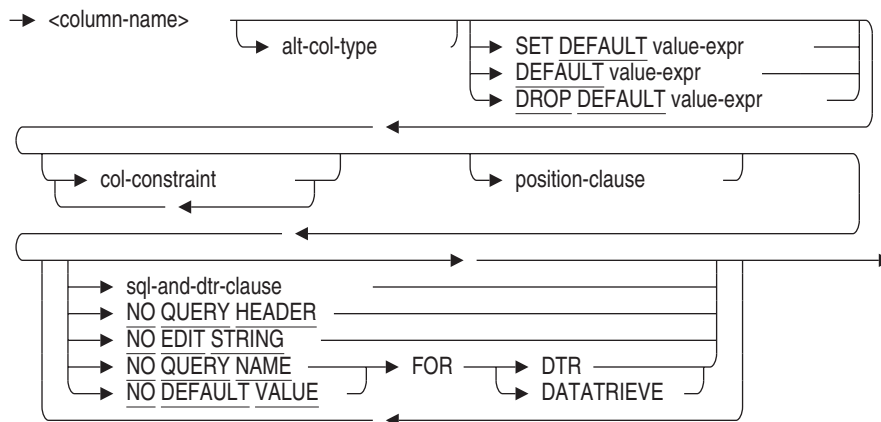 <column-name>
alt-col-type
SET DEFAULT value-expr
DEFAULT value-expr
DROP DEFAULT value-expr
col-constraint
position-clause
sql-and-dtr-clause
NO QUERY HEADER
NO EDIT STRING
NO QUERY NAME FOR DTR
NO DEFAULT VALUE DATATRIEVE